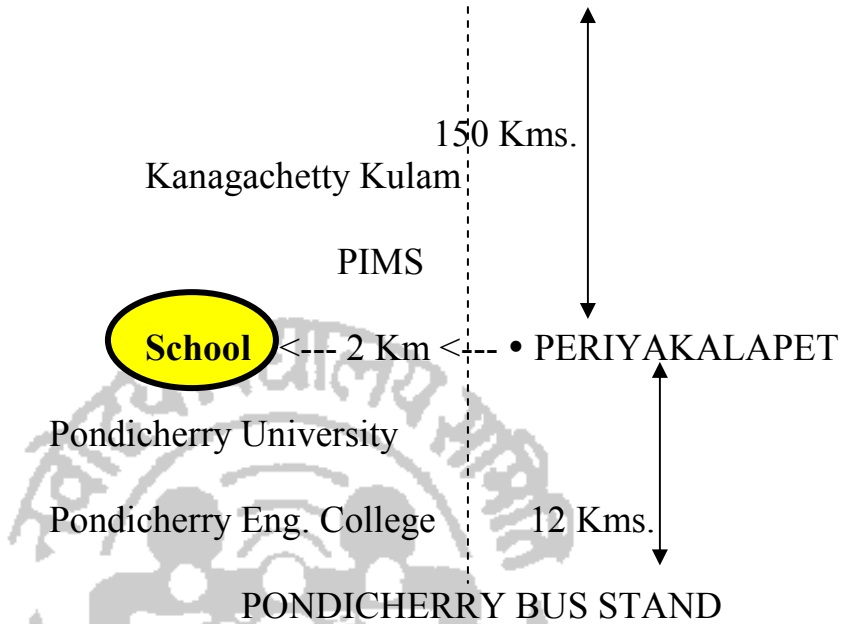 150 Kms.
Kanagachetty Kulam
PIMS
School <--- 2 Km <--- • PERIYAKALAPET
Pondicherry University
Pondicherry Eng. College 12 Kms.
PONDICHERRY BUS STAND